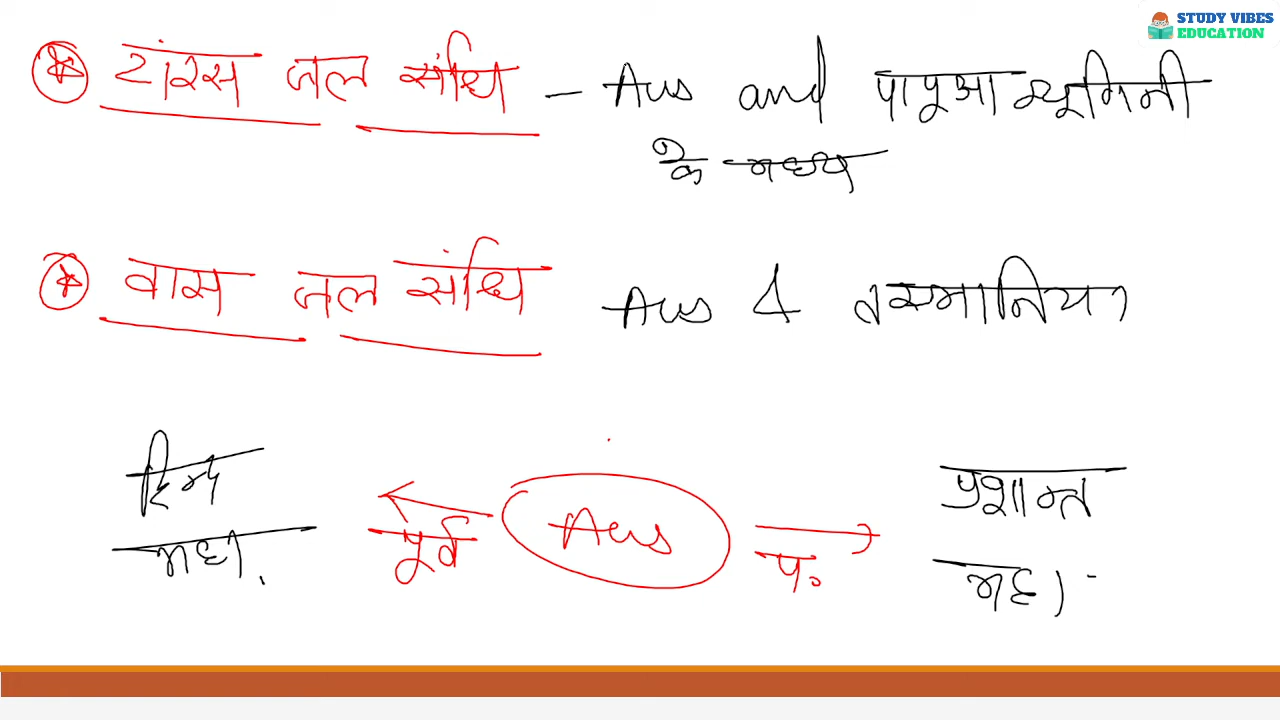 STUDY VIBES
EDUCATION
टांरस जल संधि - Aus and पापुआ न्यूगिनी
के मध्य
बास जल संधि Aus & तस्मानिया
हिन्द
महा.
पूर्व
Aus
प॰
प्रशान्त
महा.